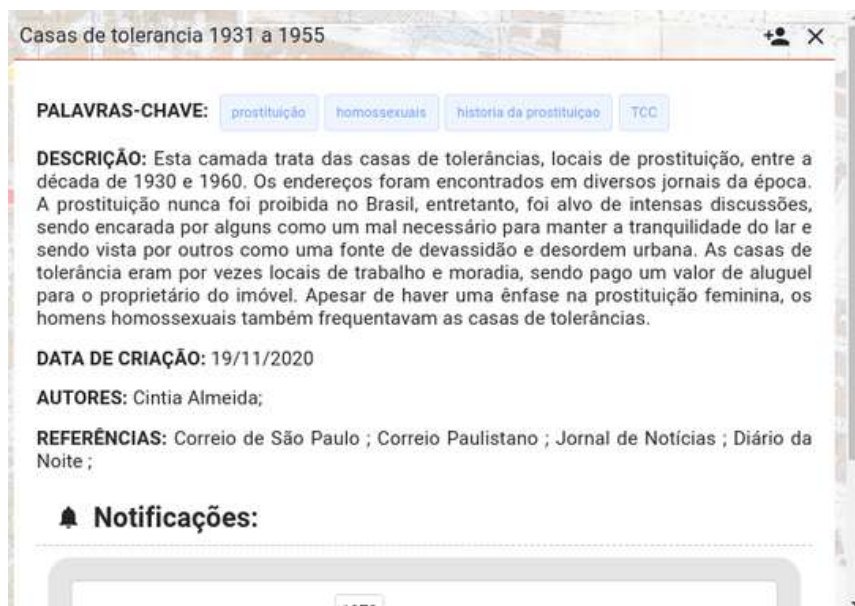 Casas de tolerancia 1931 a 1955
PALAVRAS-CHAVE: prostituição homossexuais historia da prostituiçao TCC
DESCRIÇÃO: Esta camada trata das casas de tolerâncias, locais de prostituição, entre a
década de 1930 e 1960. Os endereços foram encontrados em diversos jornais da época.
A prostituição nunca foi proibida no Brasil, entretanto, foi alvo de intensas discussões,
sendo encarada por alguns como um mal necessário para manter a tranquilidade do lar e
sendo vista por outros como uma fonte de devassidão e desordem urbana. As casas de
tolerância eram por vezes locais de trabalho e moradia, sendo pago um valor de aluguel
para o proprietário do imóvel. Apesar de haver uma ênfase na prostituição feminina, os
homens homossexuais também frequentavam as casas de tolerâncias.
DATA DE CRIAÇÃO: 19/11/2020
AUTORES: Cintia Almeida;
REFERÊNCIAS: Correio de São Paulo ; Correio Paulistano ; Jornal de Notícias ; Diário da
Noite ;
Notificações: